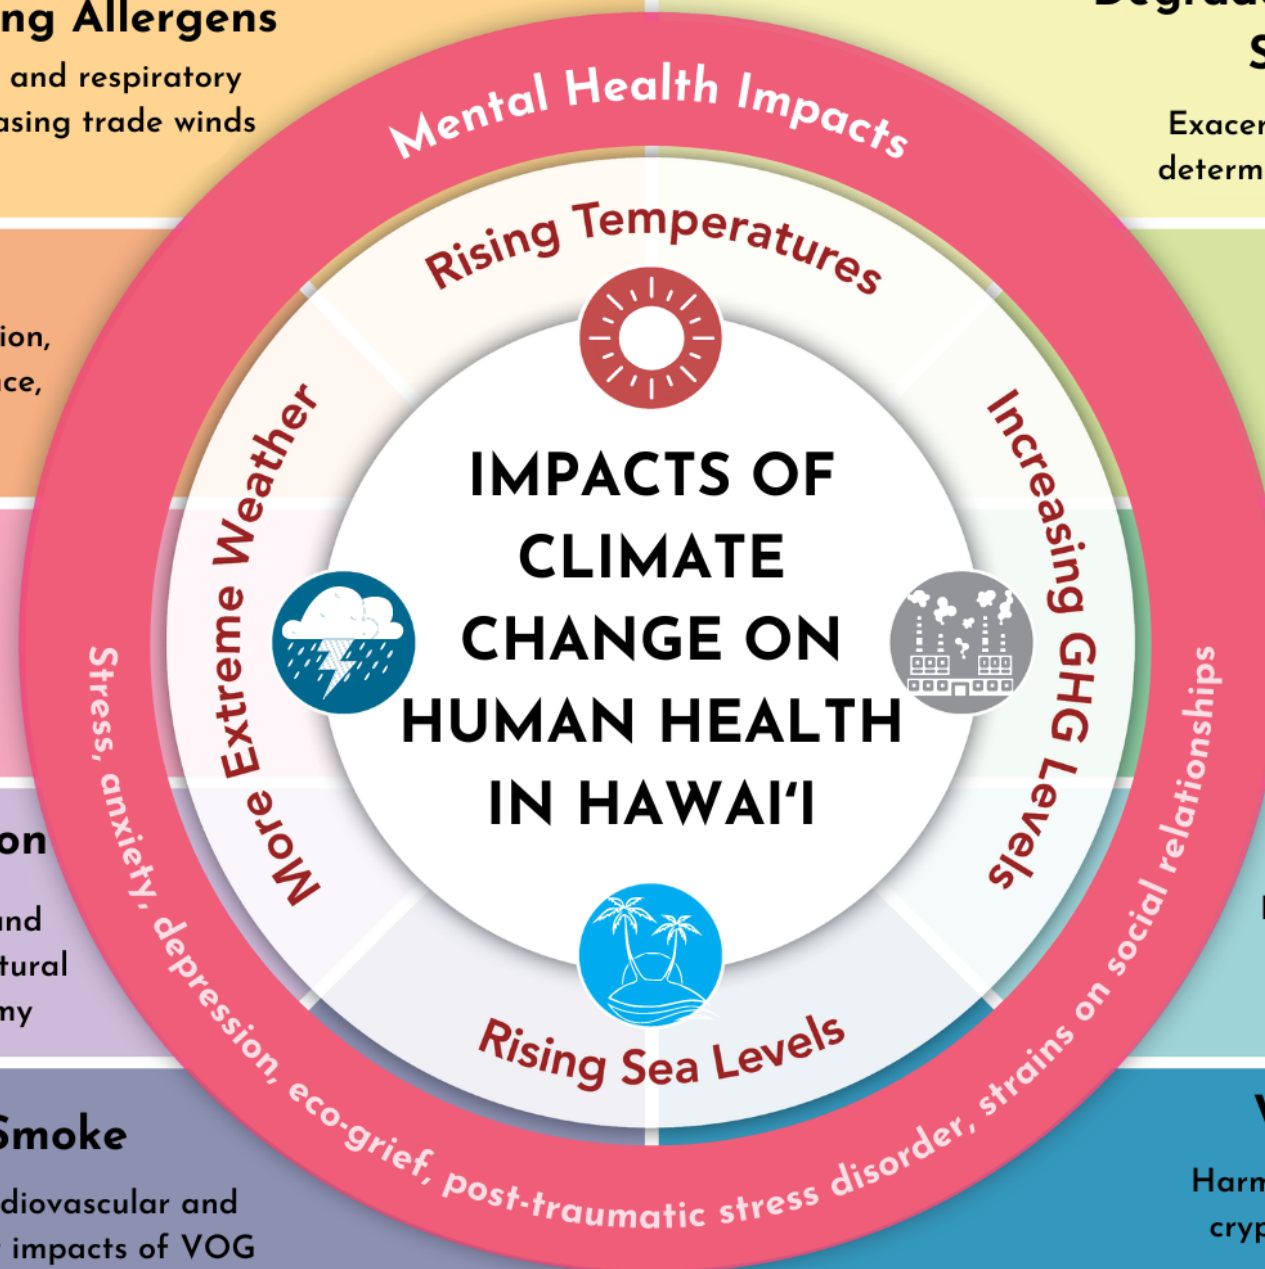 ng Allergens
and respiratory
asing trade winds
ion,
ce,
on
and
tural
my
Smoke
diovascular and
impacts of VOG
Mental Health Impacts
Rising Temperatures
More Extreme Weather
Increasing GHG Levels
Rising Sea Levels
IMPACTS OF
CLIMATE
CHANGE ON
HUMAN HEALTH
IN HAWAI‘I
Stress, anxiety, depression, eco-grief, post-traumatic stress disorder, strains on social relationships
Degrad
S
Exacer
determ
Harm
cryp